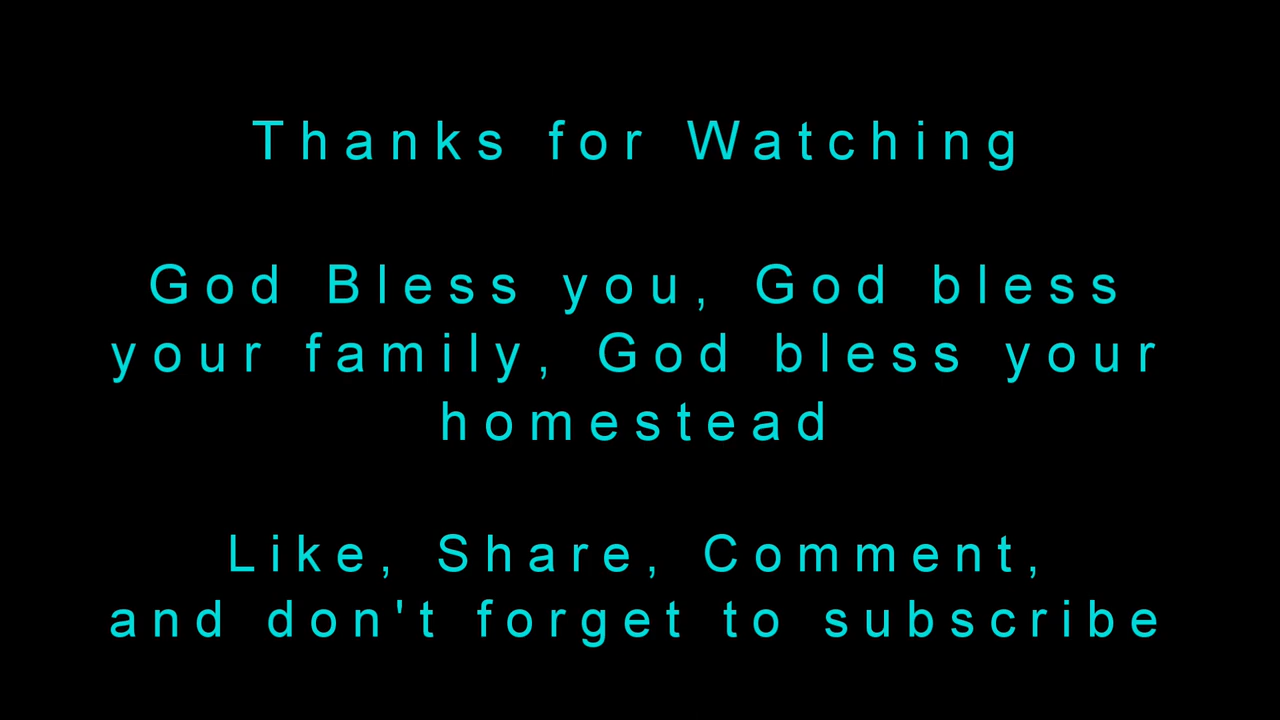 Thanks for Watching
God Bless you, God bless
your family, God bless your
homestead
Like, Share, Comment,
and don't forget to subscribe